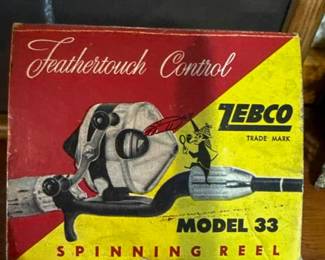 Feathertouch Control
ZEBCO
TRADE MARK
MODEL 33
SPINNING REEL